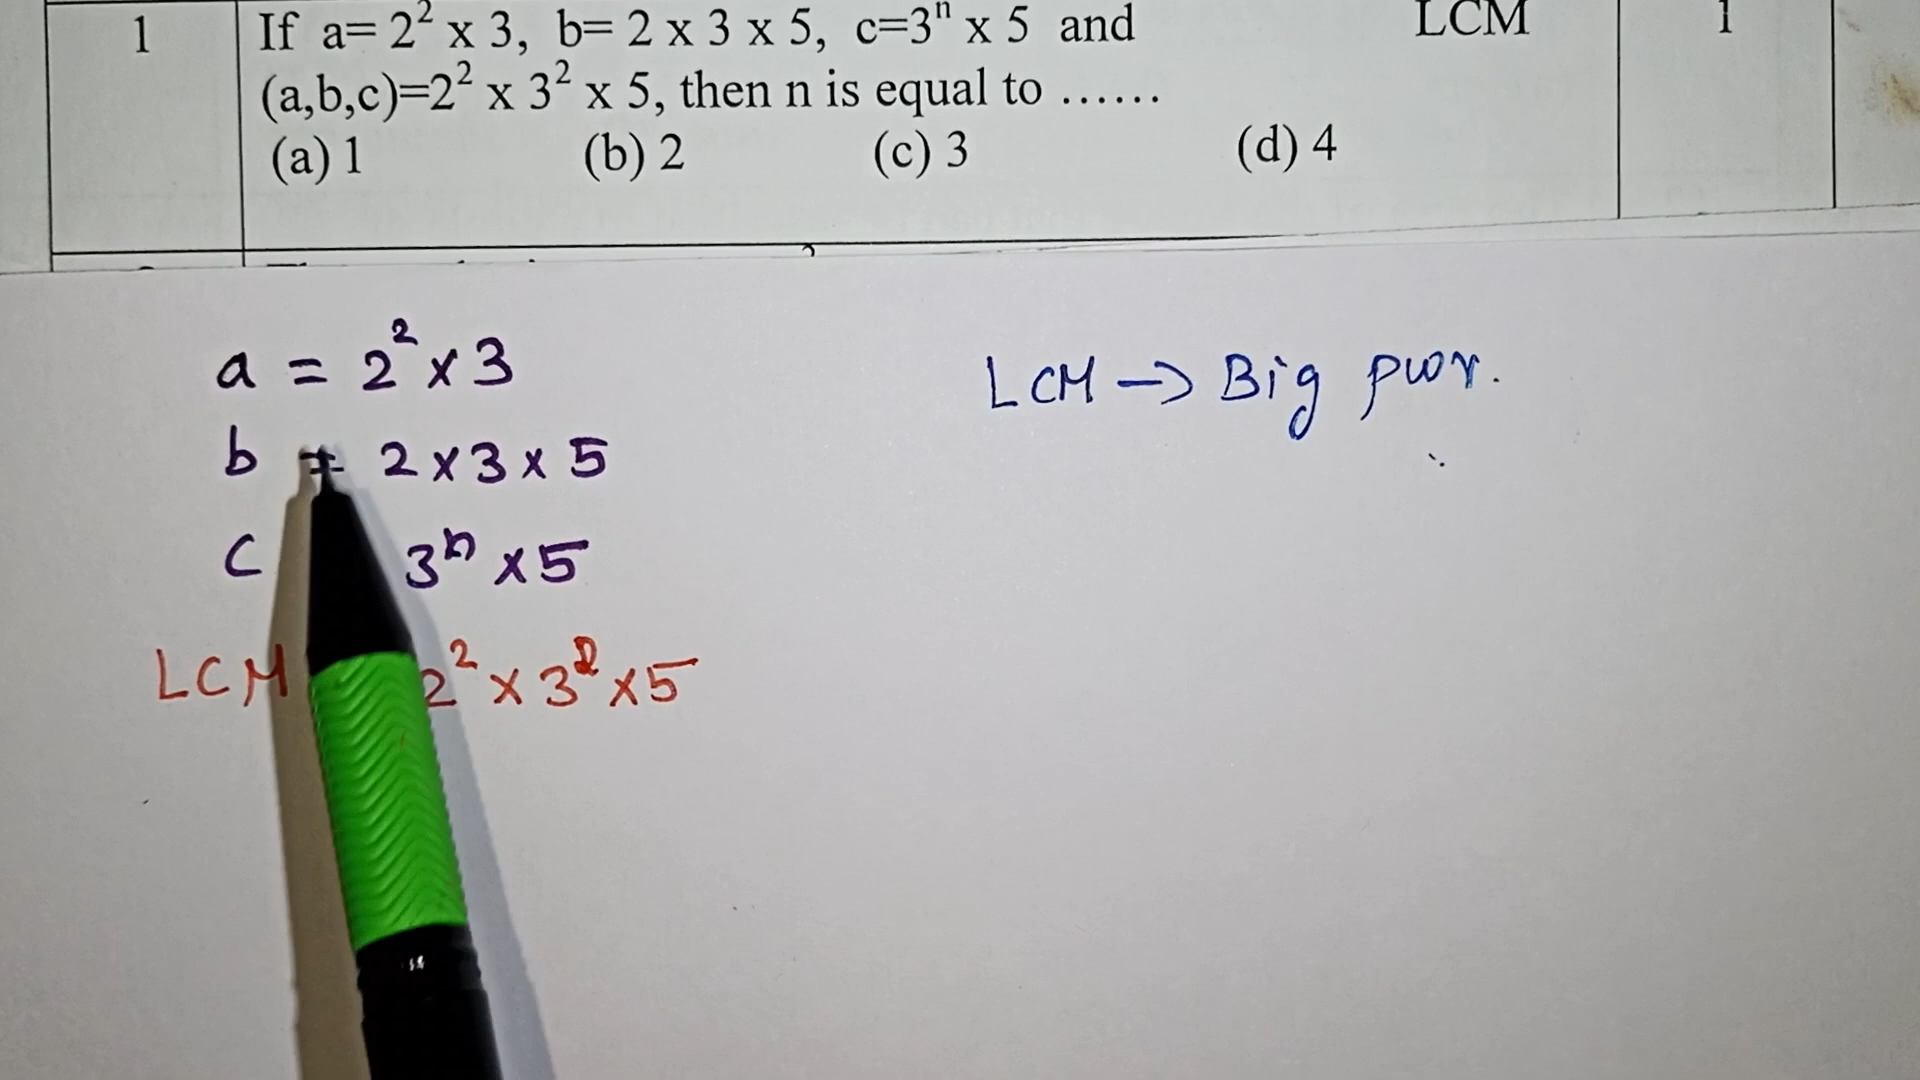 1 If a= 2² x 3, b= 2 x 3 x 5, c=3ⁿ x 5 and LCM 1
(a,b,c)=2² x 3² x 5, then n is equal to ......
(a) 1 (b) 2 (c) 3 (d) 4
a = 2² × 3
LCM → Big pwor.
b = 2 × 3 × 5
c 3ⁿ × 5
LCM 2² × 3² × 5